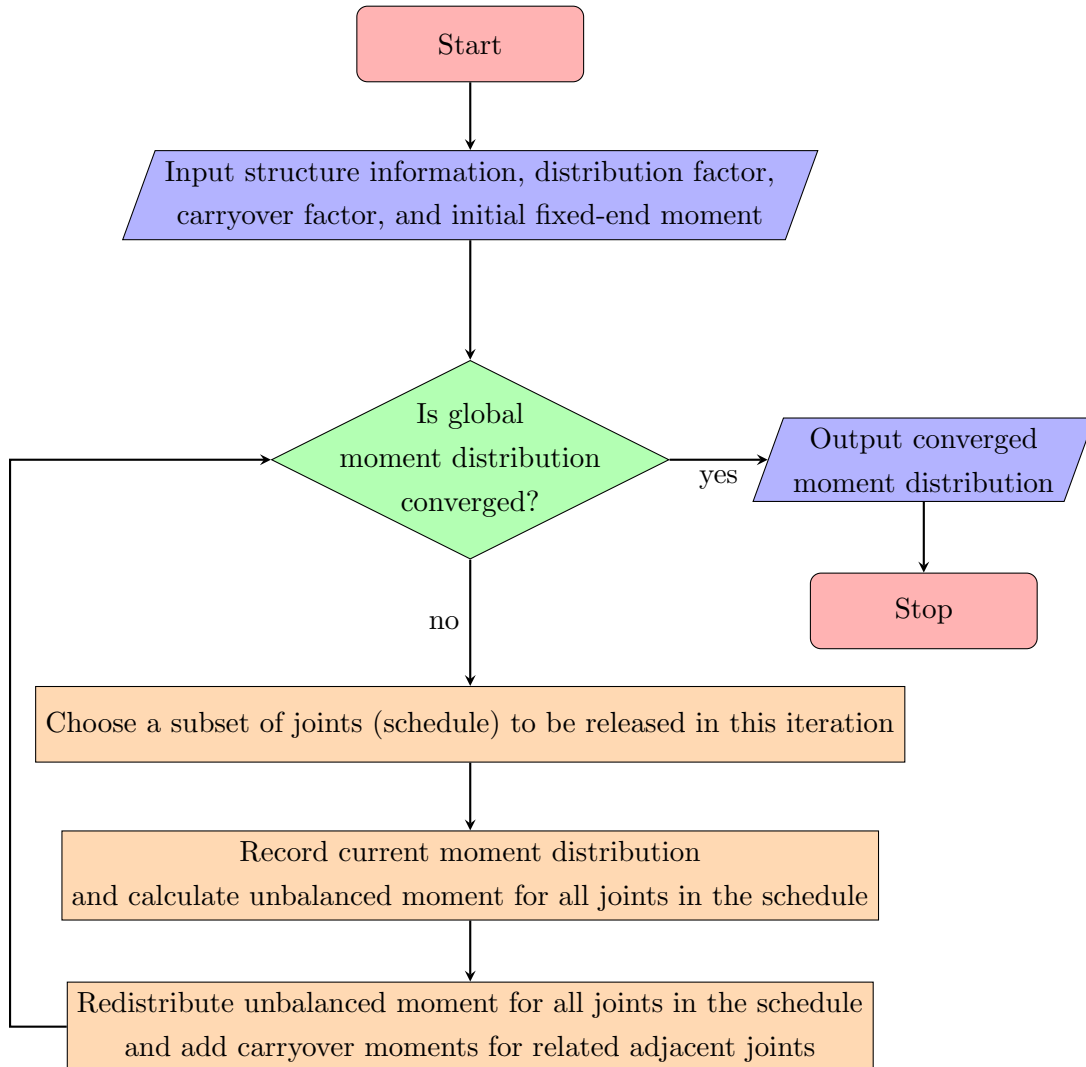 Start
Input structure information, distribution factor,
carryover factor, and initial fixed-end moment
Is global
moment distribution
converged?
yes
Output converged
moment distribution
Stop
no
Choose a subset of joints (schedule) to be released in this iteration
Record current moment distribution
and calculate unbalanced moment for all joints in the schedule
Redistribute unbalanced moment for all joints in the schedule
and add carryover moments for related adjacent joints